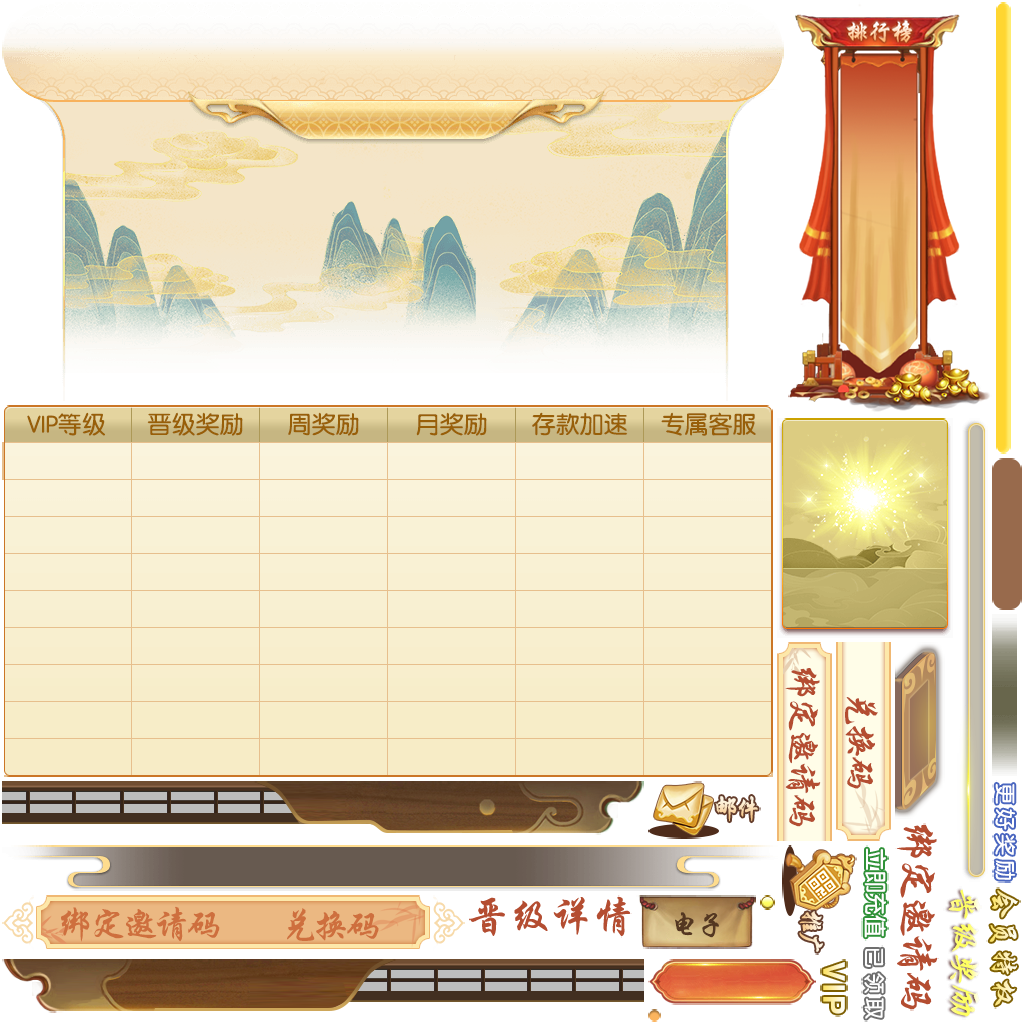 排行榜
VIP等级 晋级奖励 周奖励 月奖励 存款加速 专属客服
绑定邀请码
兑换码
邮件
更好奖励
绑定邀请码
立即充值
推广
会员特权
晋级奖励
绑定邀请码 兑换码
晋级详情
电子
VIP
已领取